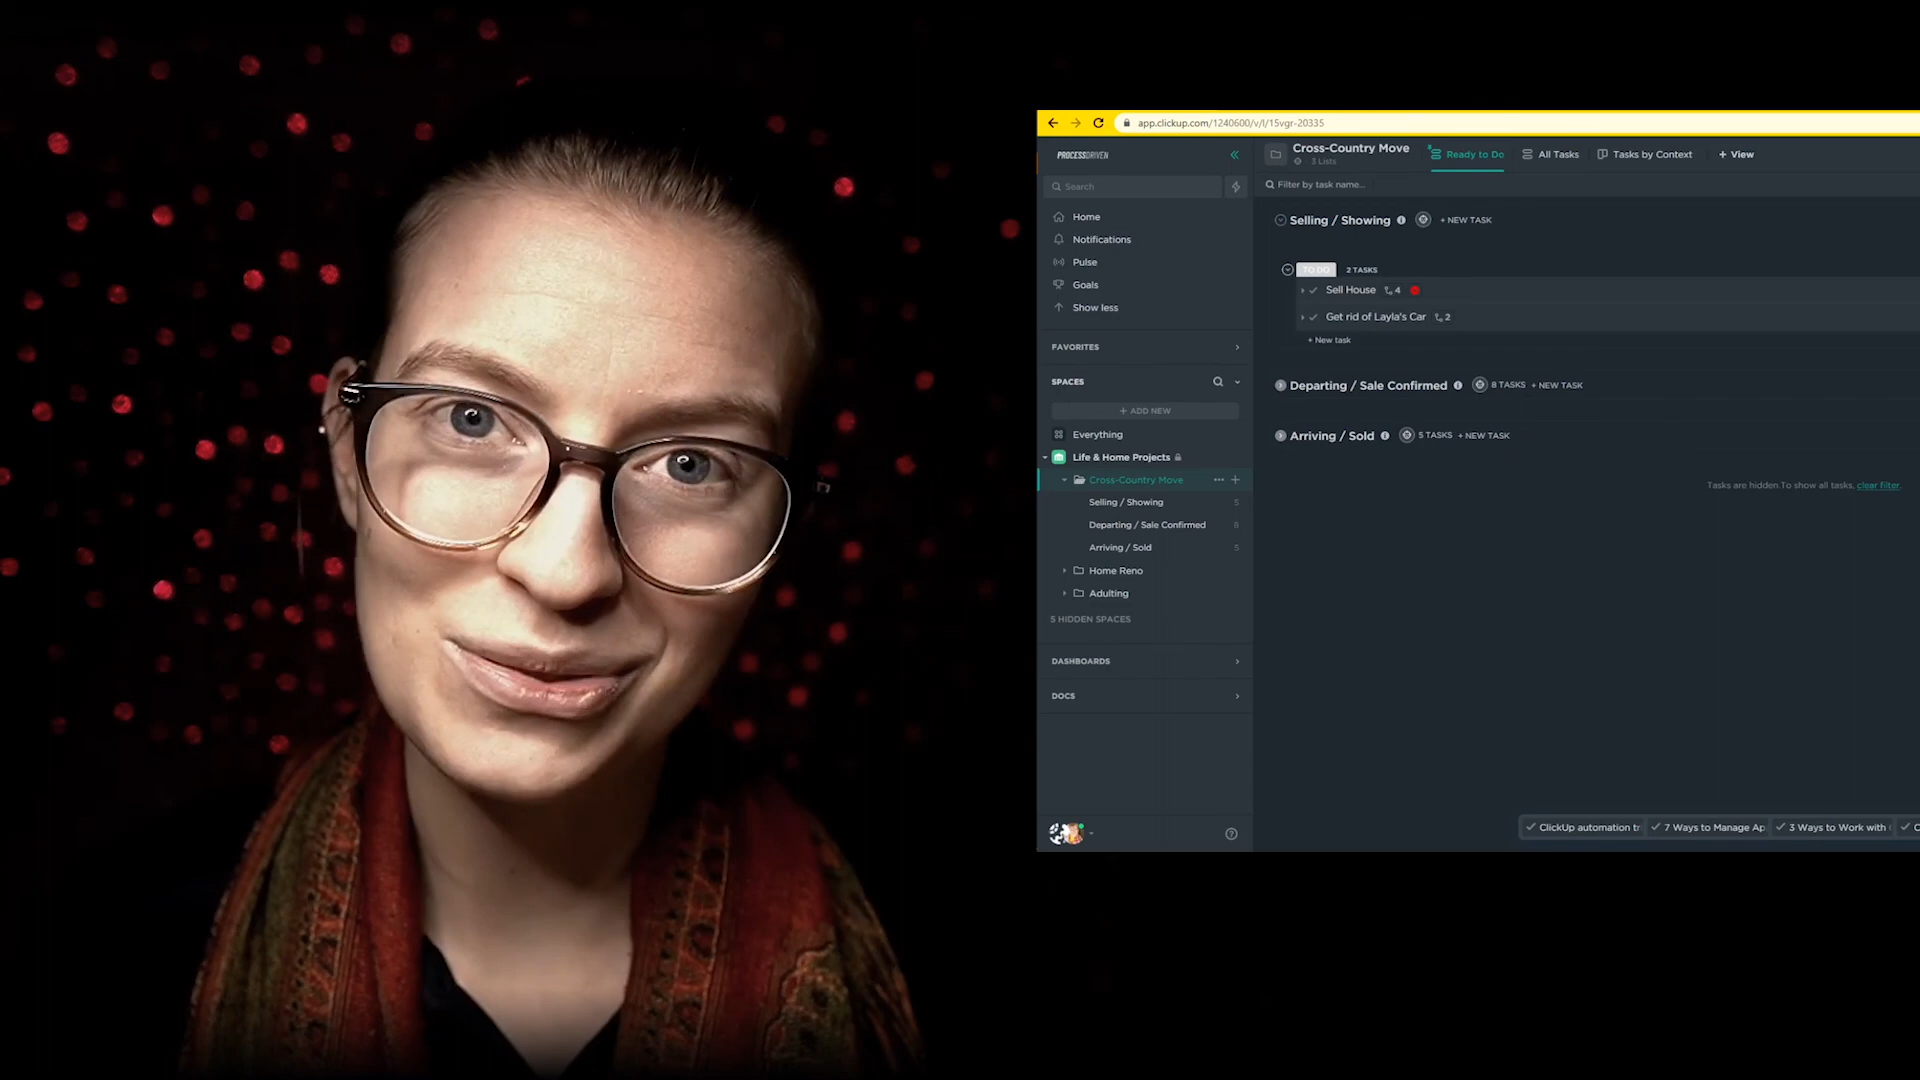 app.clickup.com/1240600/v/l/15vgr-20335
PROCESSDRIVEN
Search
Home
Notifications
Pulse
Goals
Show less
FAVORITES
SPACES
+ ADD NEW
Everything
Life & Home Projects
Cross-Country Move
Selling / Showing 5
Departing / Sale Confirmed 8
Arriving / Sold 5
Home Reno
Adulting
5 HIDDEN SPACES
DASHBOARDS
DOCS
Cross-Country Move
3 Lists
Ready to Do
All Tasks
Tasks by Context
+ View
Filter by task name...
Selling / Showing + NEW TASK
TO DO 2 TASKS
Sell House 4
Get rid of Layla's Car 2
+ New task
Departing / Sale Confirmed 8 TASKS + NEW TASK
Arriving / Sold 5 TASKS + NEW TASK
Tasks are hidden.To show all tasks, clear filter.
ClickUp automation tr
7 Ways to Manage Ap
3 Ways to Work with